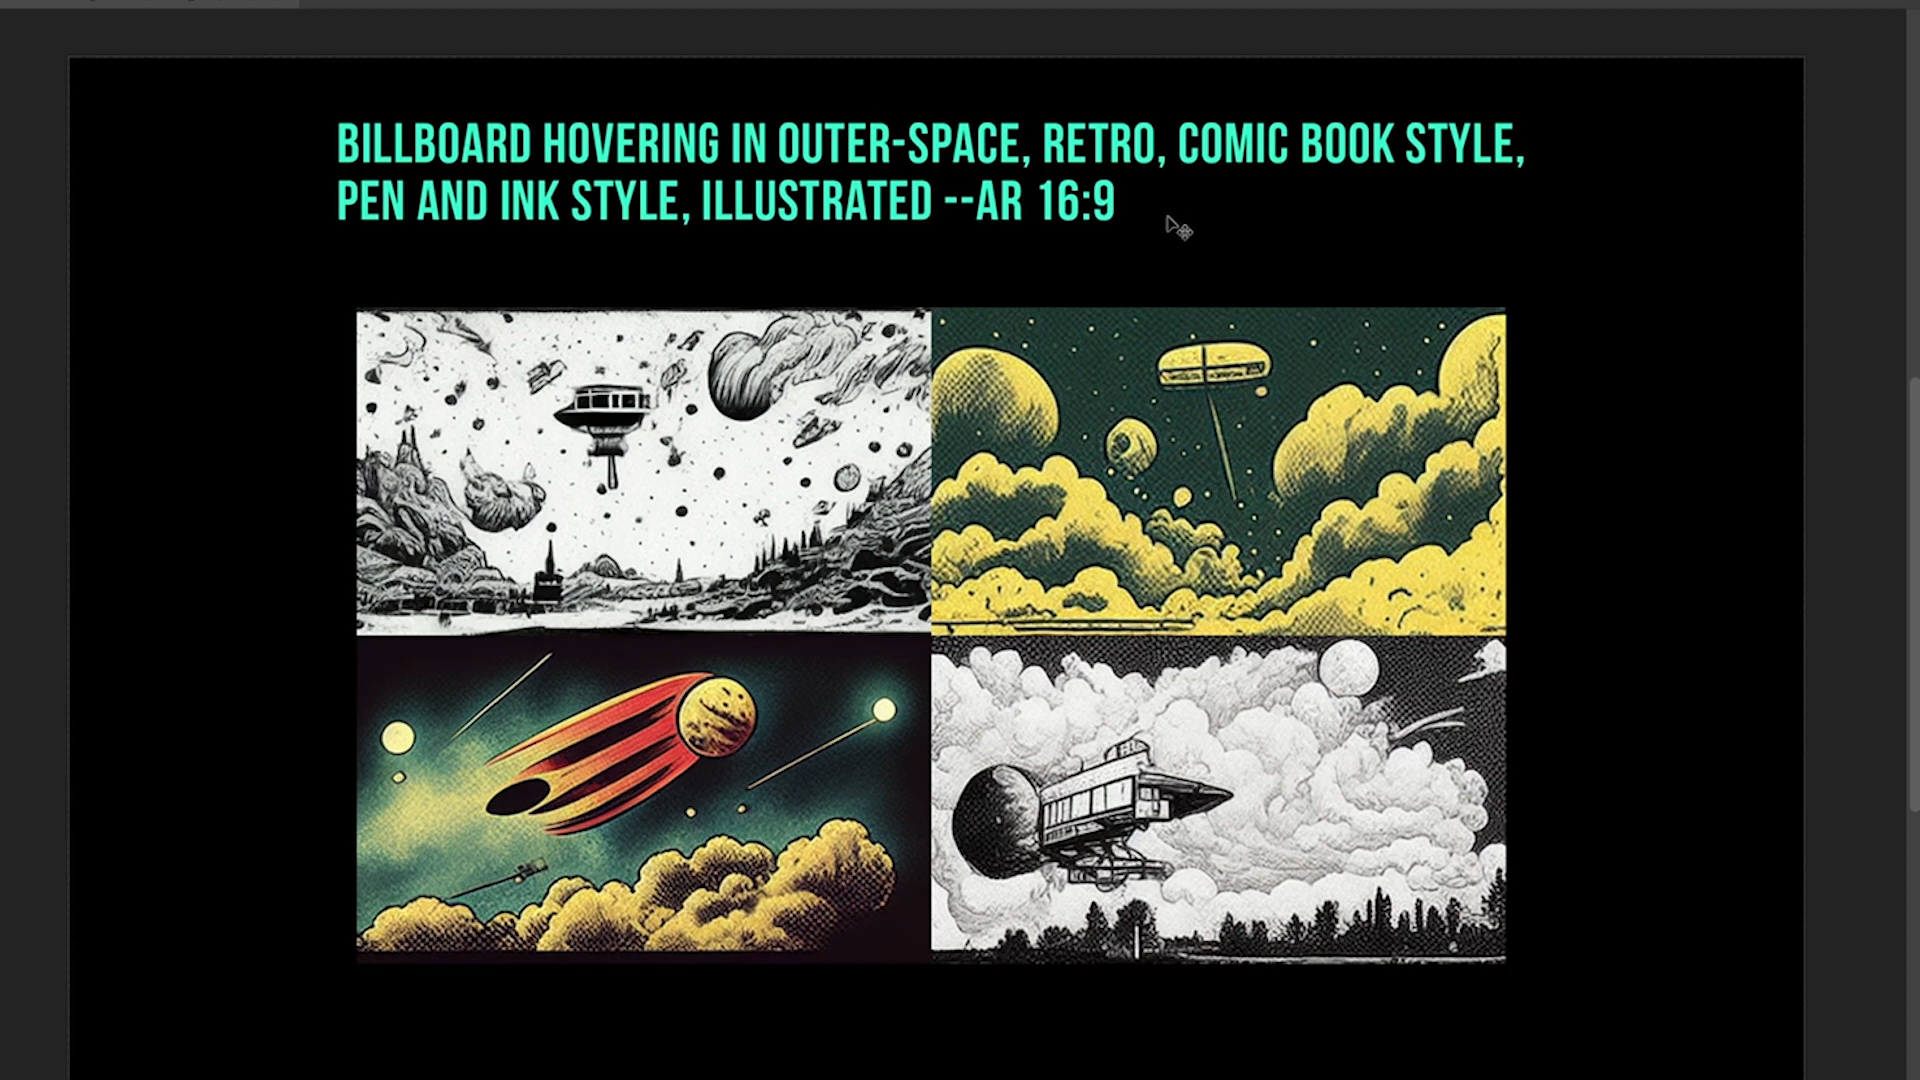 BILLBOARD HOVERING IN OUTER-SPACE, RETRO, COMIC BOOK STYLE,
PEN AND INK STYLE, ILLUSTRATED --AR 16:9